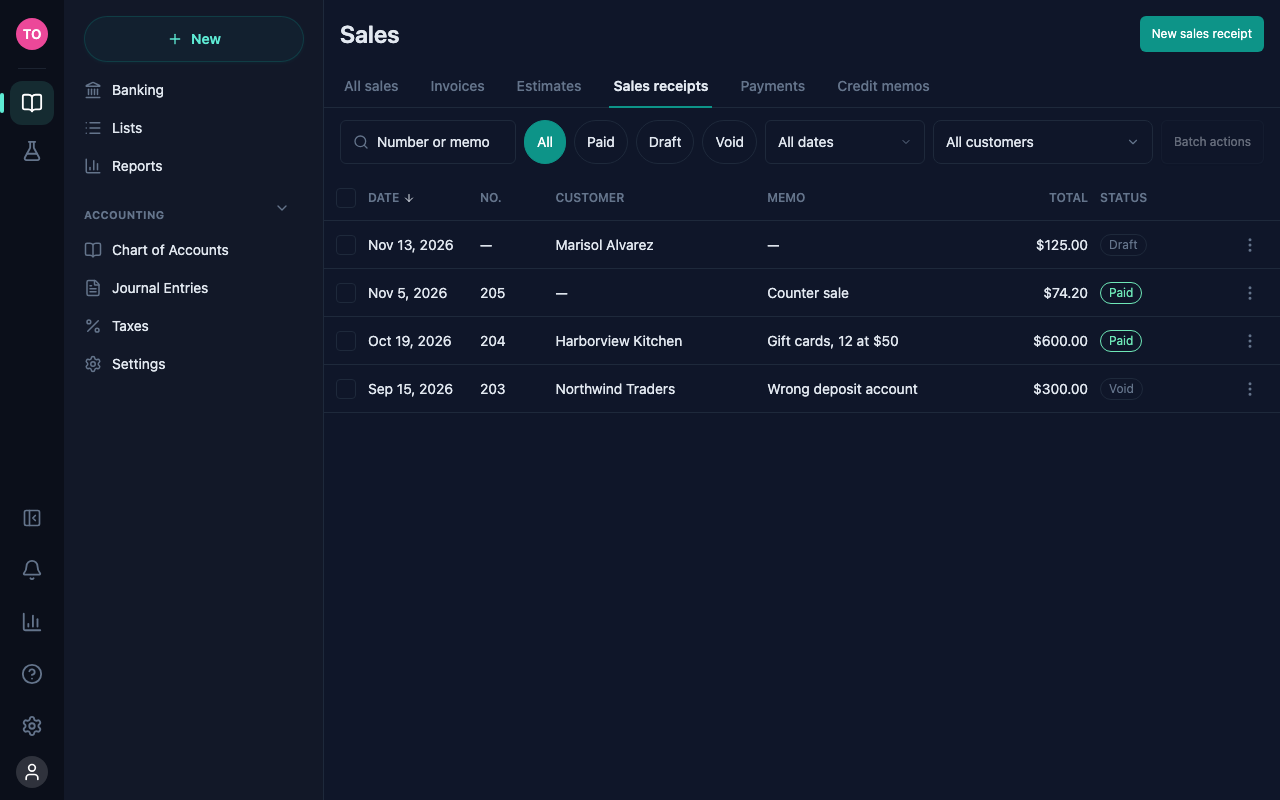 TO
New
Banking
Lists
Reports
ACCOUNTING
Chart of Accounts
Journal Entries
Taxes
Settings
Sales
New sales receipt
All sales Invoices Estimates Sales receipts Payments Credit memos
Number or memo All Paid Draft Void All dates All customers Batch actions
DATE NO. CUSTOMER MEMO TOTAL STATUS
Nov 13, 2026 — Marisol Alvarez — $125.00 Draft
Nov 5, 2026 205 — Counter sale $74.20 Paid
Oct 19, 2026 204 Harborview Kitchen Gift cards, 12 at $50 $600.00 Paid
Sep 15, 2026 203 Northwind Traders Wrong deposit account $300.00 Void